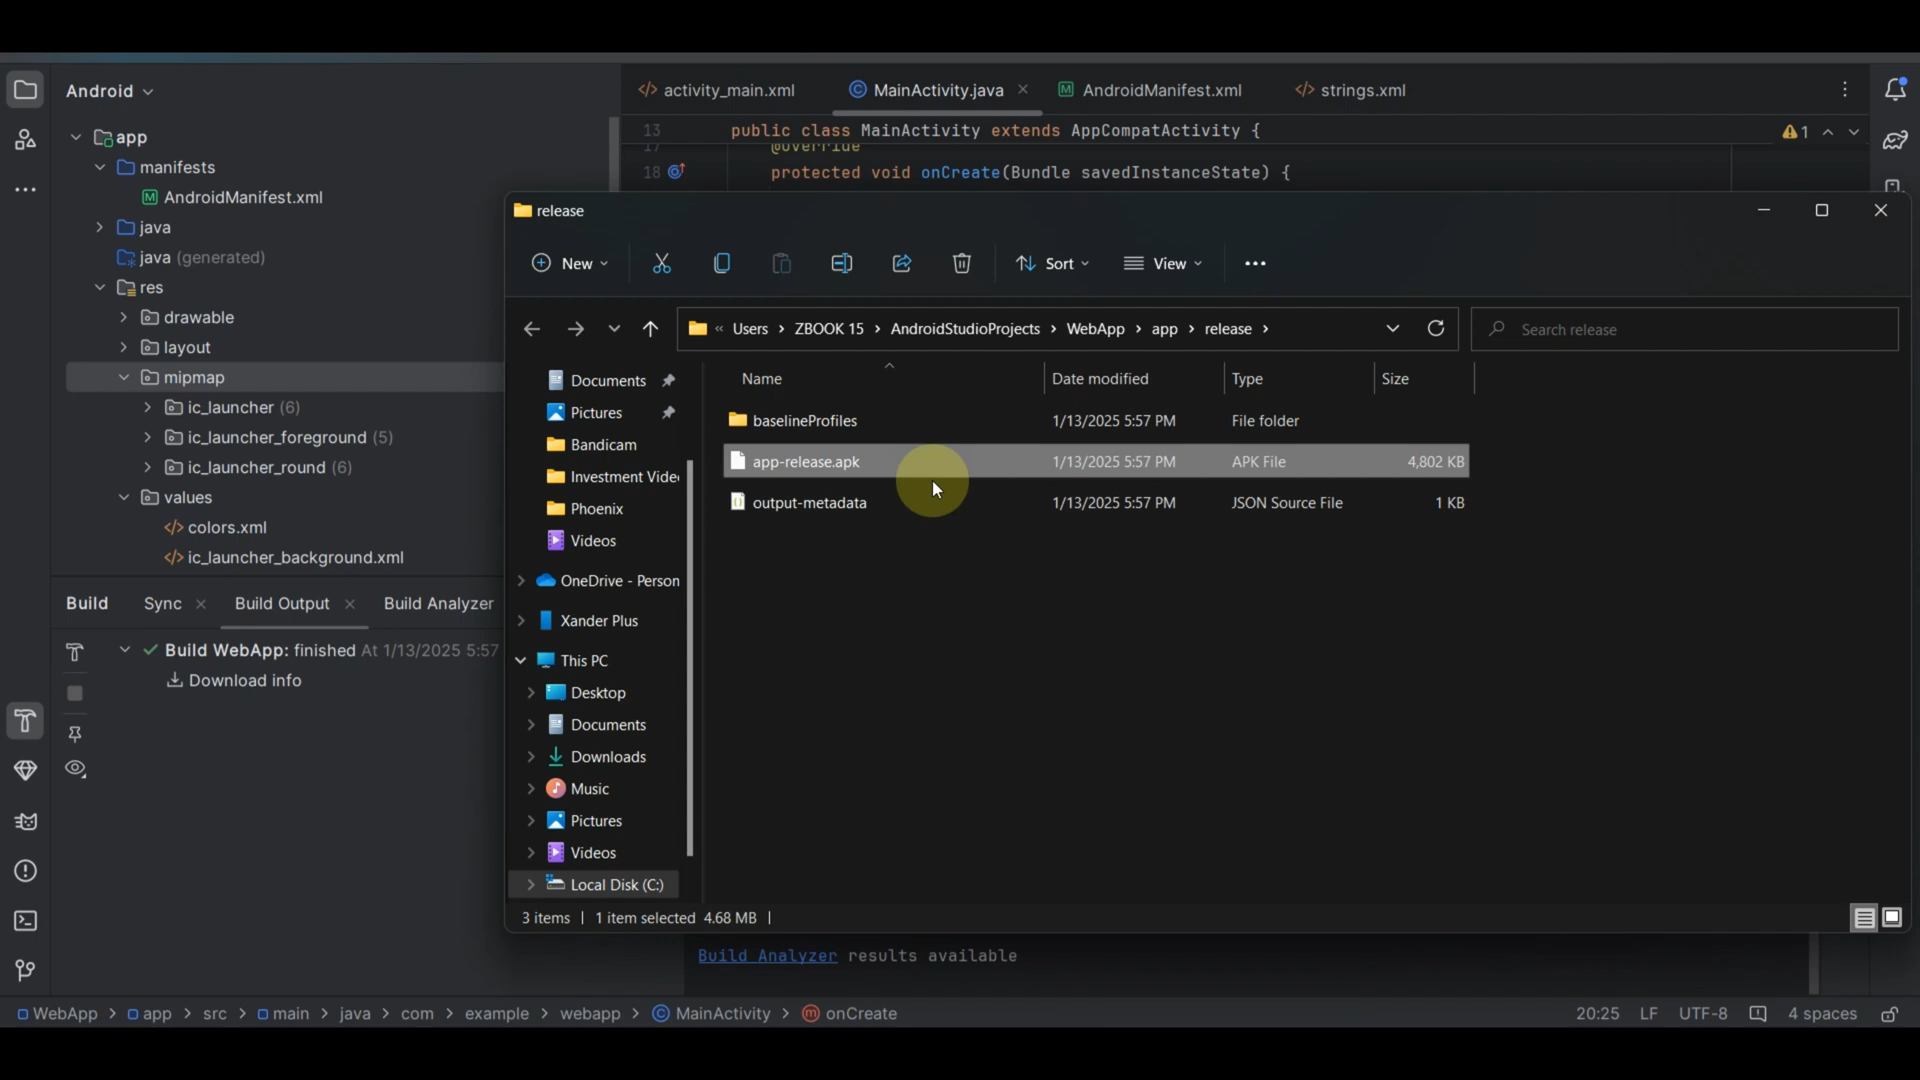 Android
app
manifests
AndroidManifest.xml
java
java (generated)
res
drawable
layout
mipmap
ic_launcher (6)
ic_launcher_foreground (5)
ic_launcher_round (6)
values
colors.xml
ic_launcher_background.xml
</> activity_main.xml
MainActivity.java
AndroidManifest.xml
</> strings.xml
13 public class MainActivity extends AppCompatActivity {
1
17 @Override
18 protected void onCreate(Bundle savedInstanceState) {
release
New
Sort
View
« Users › ZBOOK 15 › AndroidStudioProjects › WebApp › app › release ›
Search release
Name Date modified Type Size
baselineProfiles 1/13/2025 5:57 PM File folder
app-release.apk 1/13/2025 5:57 PM APK File 4,802 KB
output-metadata 1/13/2025 5:57 PM JSON Source File 1 KB
Documents
Pictures
Bandicam
Investment Vide
Phoenix
Videos
OneDrive - Person
Xander Plus
This PC
Desktop
Documents
Downloads
Music
Pictures
Videos
Local Disk (C:)
3 items 1 item selected 4.68 MB
Build Sync Build Output Build Analyzer
Build WebApp: finished At 1/13/2025 5:57
Download info
Build Analyzer results available
WebApp › app › src › main › java › com › example › webapp › MainActivity › onCreate
20:25 LF UTF-8 4 spaces